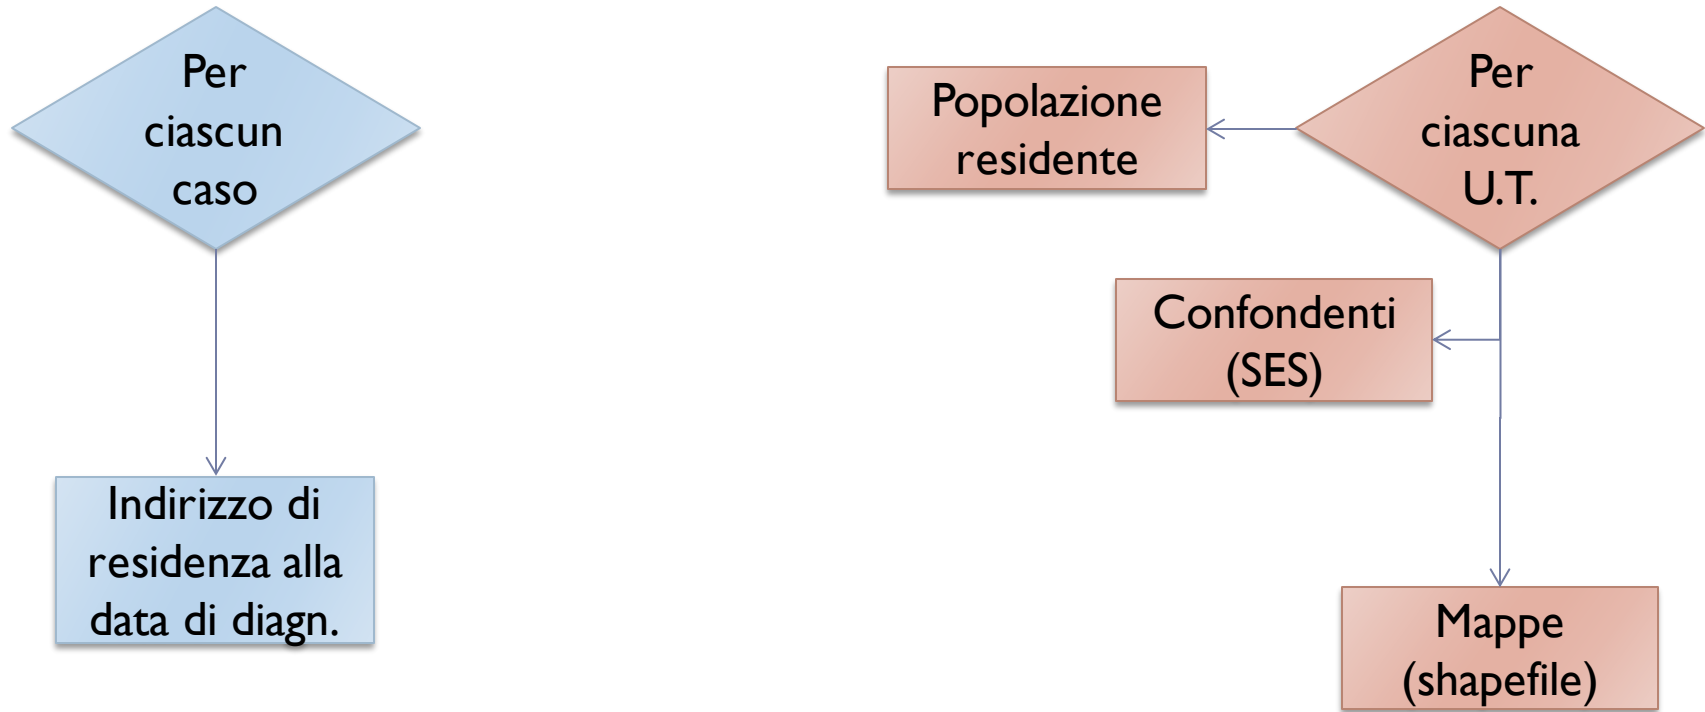 Per
ciascun
caso
Indirizzo di
residenza alla
data di diagn.
Popolazione
residente
Per
ciascuna
U.T.
Confondenti
(SES)
Mappe
(shapefile)